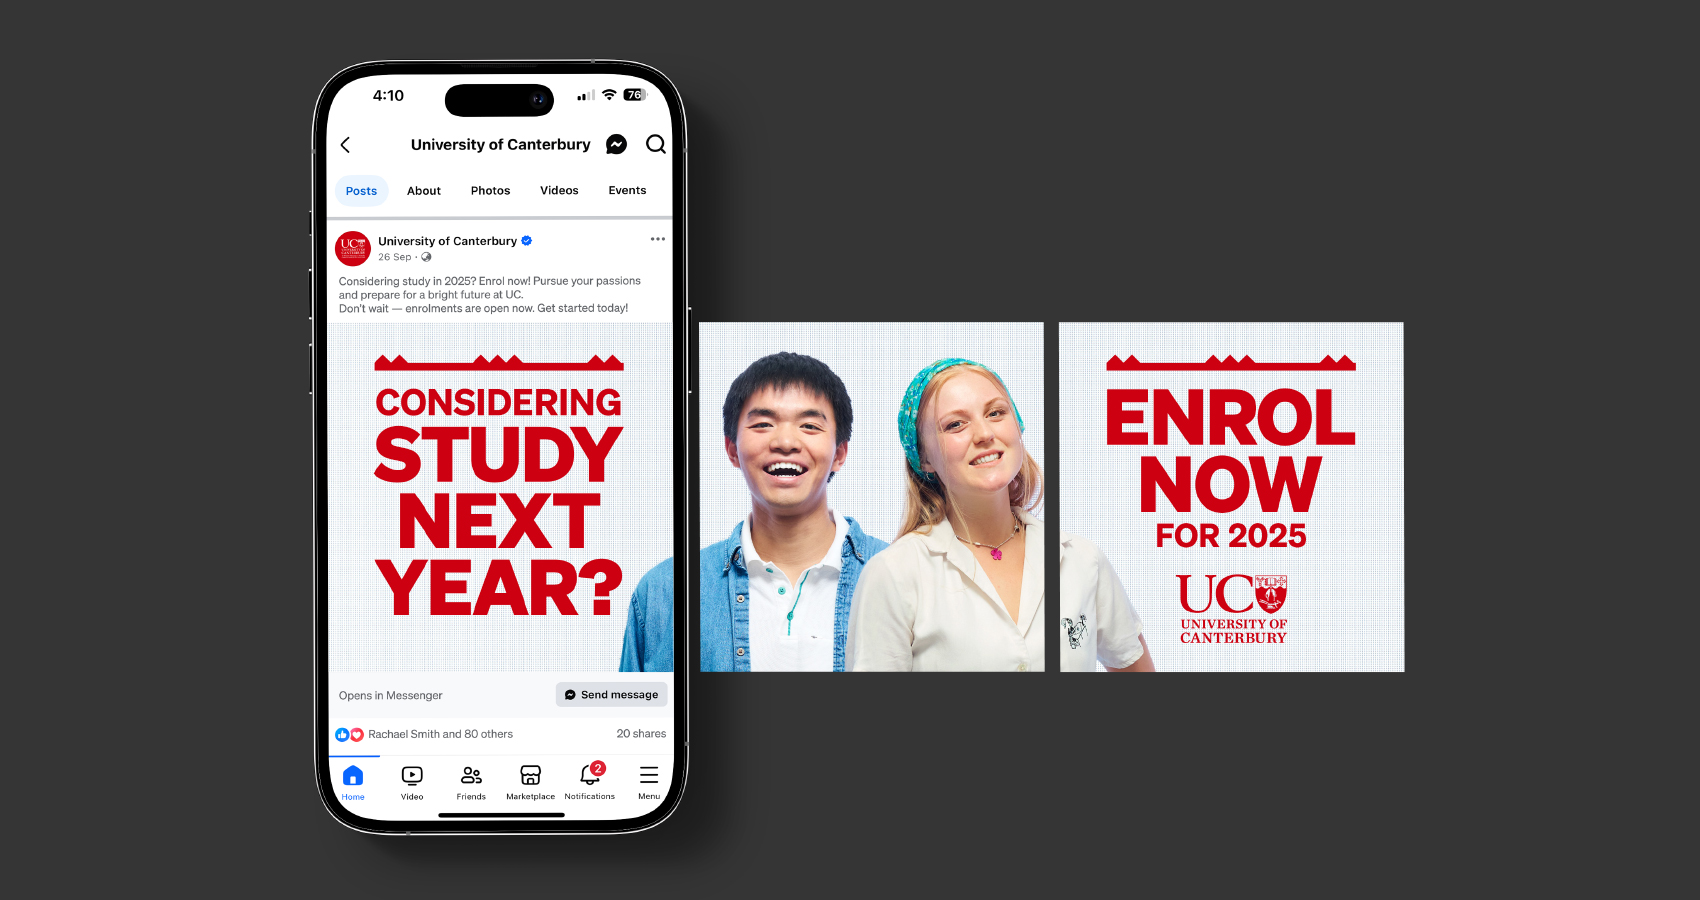 4:10
76
University of Canterbury
Posts About Photos Videos Events
UC
University of Canterbury
26 Sep ·
Considering study in 2025? Enrol now! Pursue your passions
and prepare for a bright future at UC.
Don't wait — enrolments are open now. Get started today!
CONSIDERING
STUDY
NEXT
YEAR?
Opens in Messenger
Send message
Rachael Smith and 80 others
20 shares
2
Home Video Friends Marketplace Notifications Menu
ENROL
NOW
FOR 2025
UC
UNIVERSITY OF
CANTERBURY